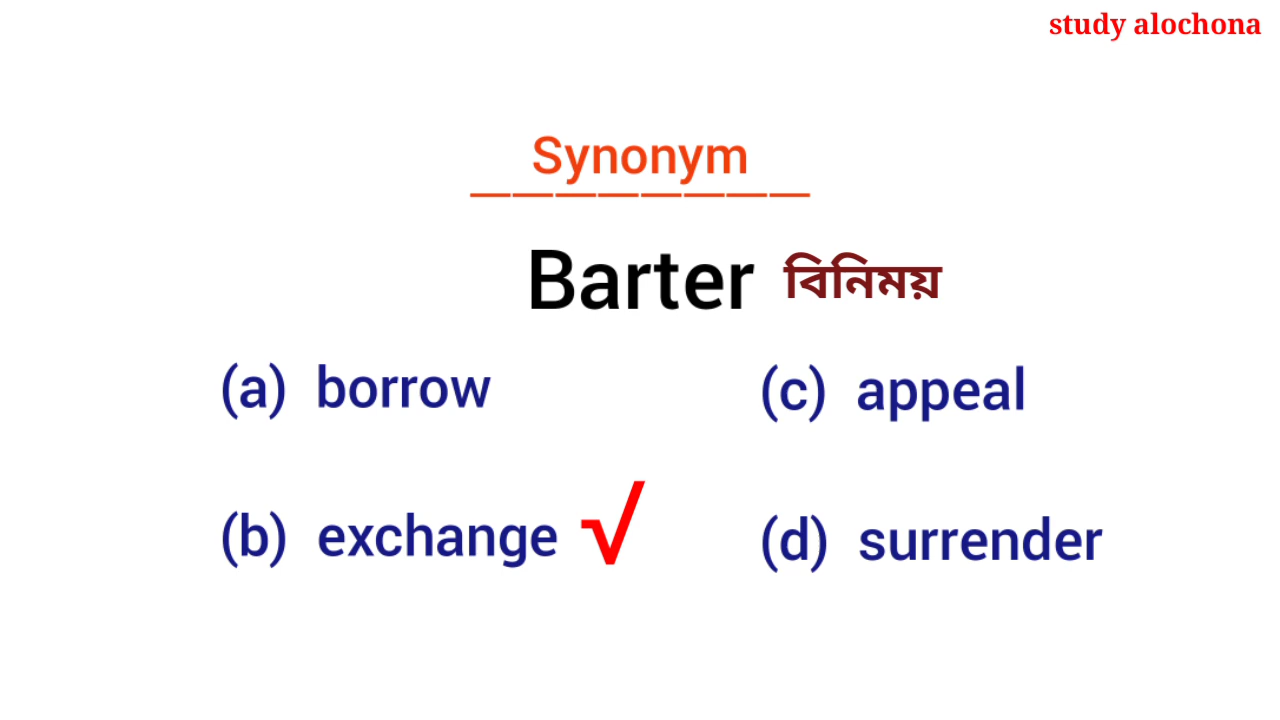 study alochona
Synonym
Barter বিনিময়
(a) borrow
(c) appeal
(b) exchange √
(d) surrender